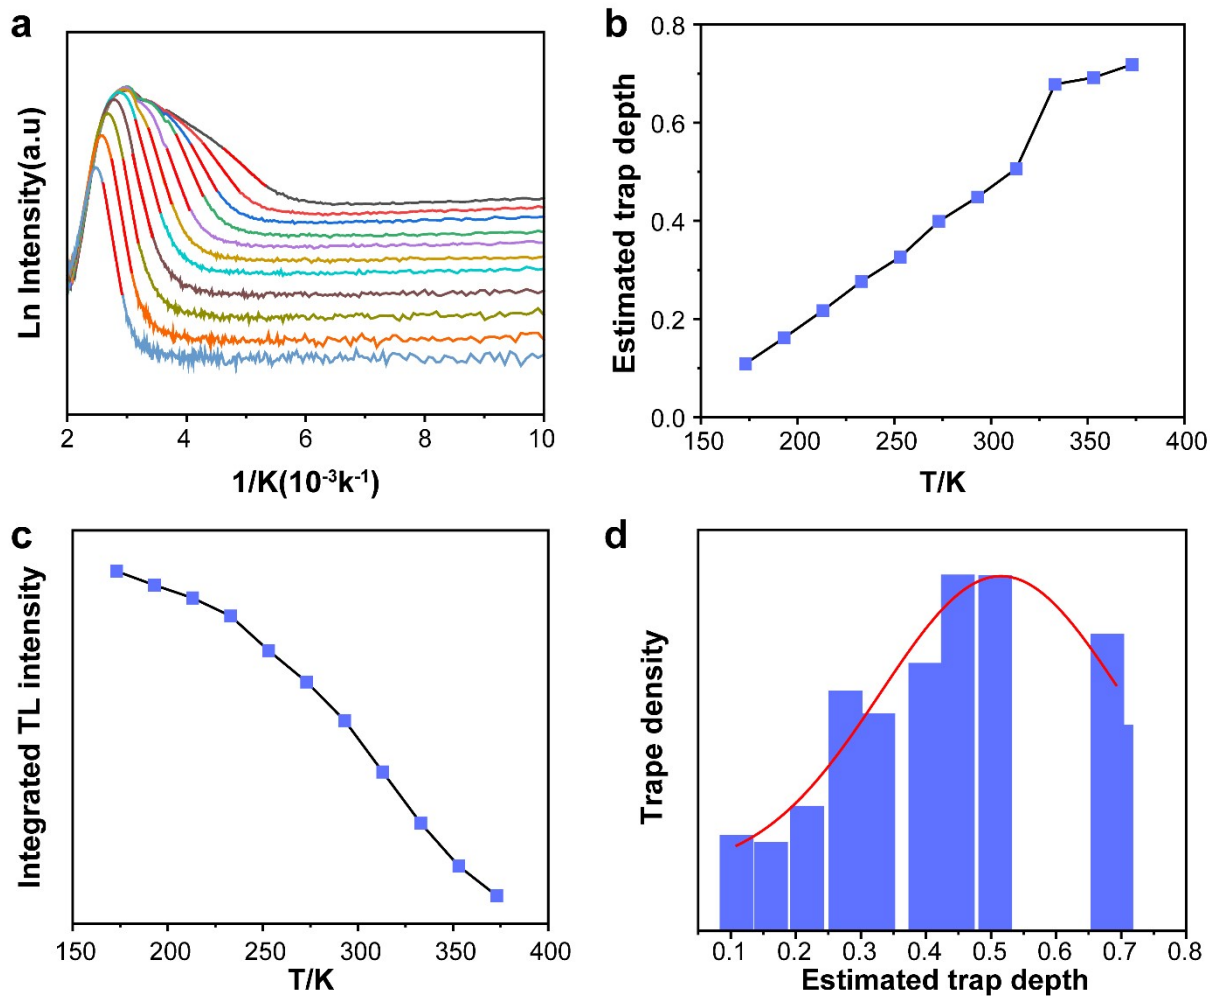 a
Ln Intensity(a.u)
2 4 6 8 10
1/K(10⁻³k⁻¹)
b
Estimated trap depth
0.8
0.6
0.4
0.2
0.0
150 200 250 300 350 400
T/K
c
Integrated TL intensity
150 200 250 300 350 400
T/K
d
Trape density
0.1 0.2 0.3 0.4 0.5 0.6 0.7 0.8
Estimated trap depth